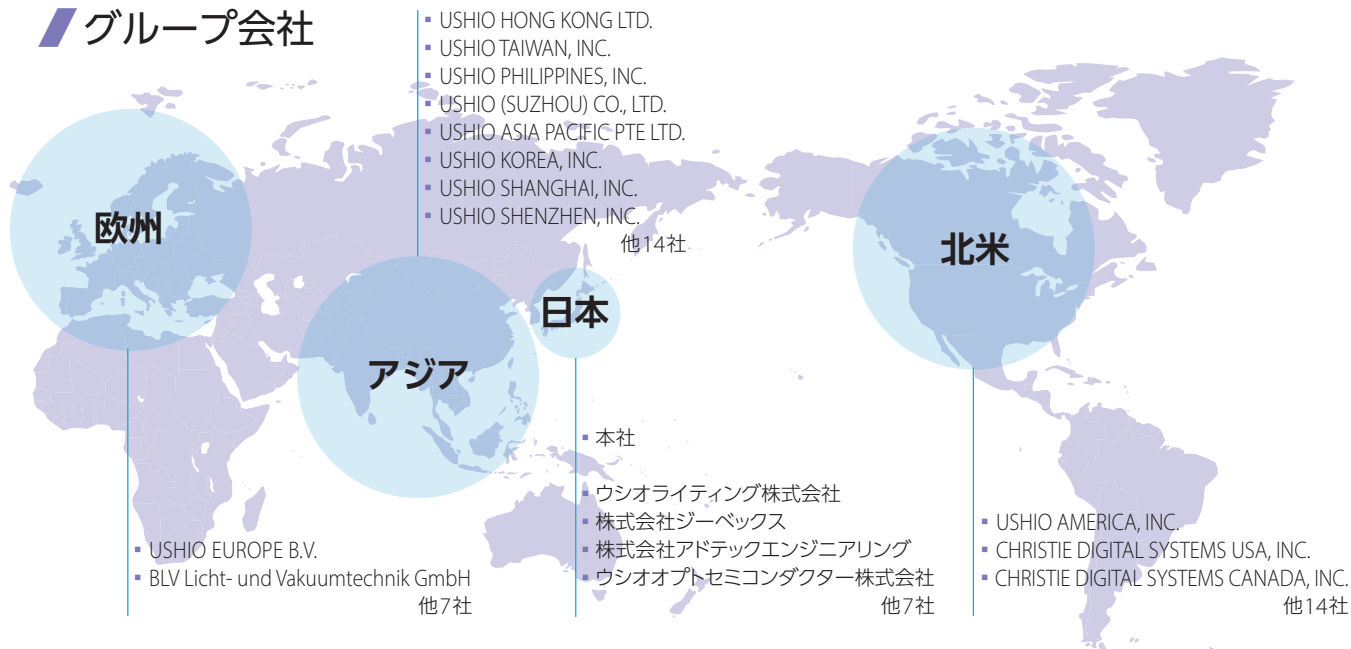 グループ会社
▪ USHIO HONG KONG LTD.
▪ USHIO TAIWAN, INC.
▪ USHIO PHILIPPINES, INC.
▪ USHIO (SUZHOU) CO., LTD.
▪ USHIO ASIA PACIFIC PTE LTD.
▪ USHIO KOREA, INC.
▪ USHIO SHANGHAI, INC.
▪ USHIO SHENZHEN, INC.
他14社
欧州
アジア
日本
北米
▪ USHIO EUROPE B.V.
▪ BLV Licht- und Vakuumtechnik GmbH
他7社
▪ 本社
▪ ウシオライティング株式会社
▪ 株式会社ジーベックス
▪ 株式会社アドテックエンジニアリング
▪ ウシオオプトセミコンダクター株式会社
他7社
▪ USHIO AMERICA, INC.
▪ CHRISTIE DIGITAL SYSTEMS USA, INC.
▪ CHRISTIE DIGITAL SYSTEMS CANADA, INC.
他14社